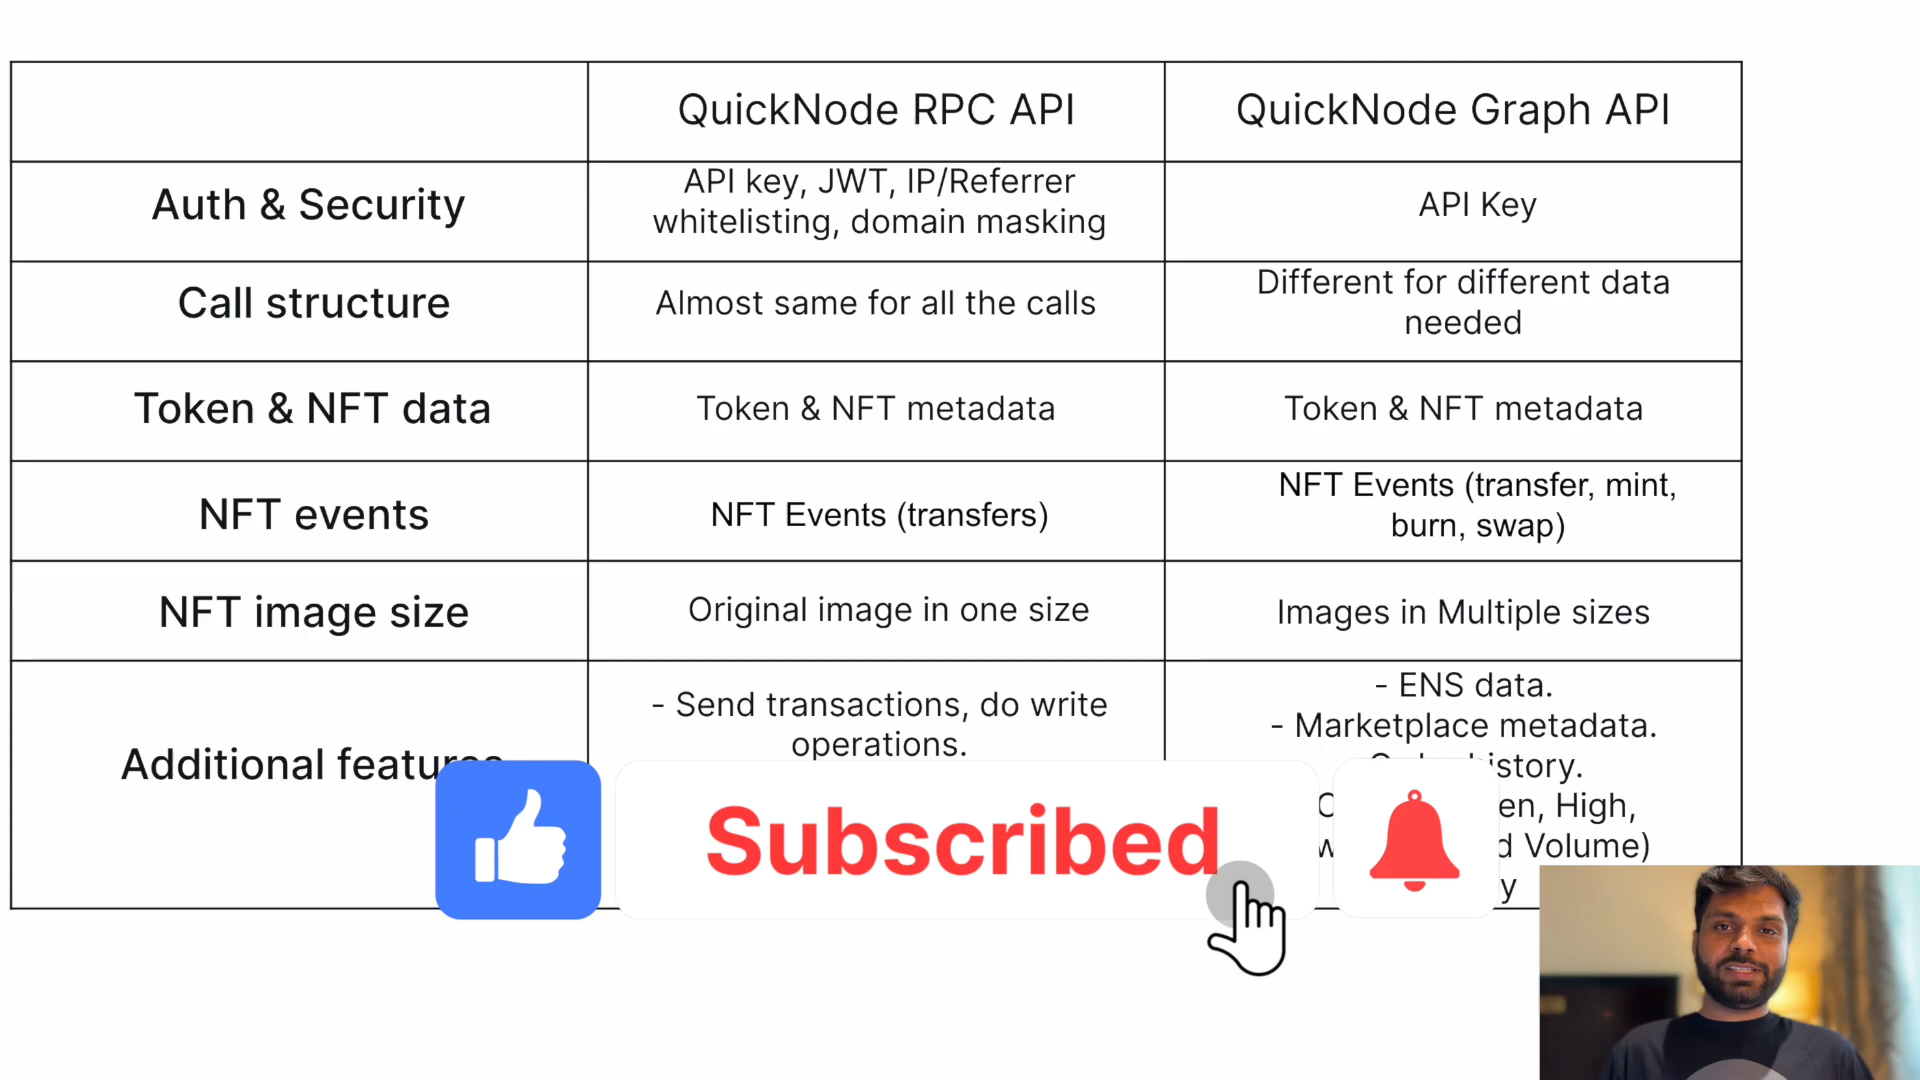 QuickNode RPC API
QuickNode Graph API
Auth & Security
API key, JWT, IP/Referrer
whitelisting, domain masking
API Key
Call structure
Almost same for all the calls
Different for different data
needed
Token & NFT data
Token & NFT metadata
Token & NFT metadata
NFT events
NFT Events (transfers)
NFT Events (transfer, mint,
burn, swap)
NFT image size
Original image in one size
Images in Multiple sizes
Additional features
- Send transactions, do write
operations.
- ENS data.
- Marketplace metadata.
High,
Volume)
Subscribed